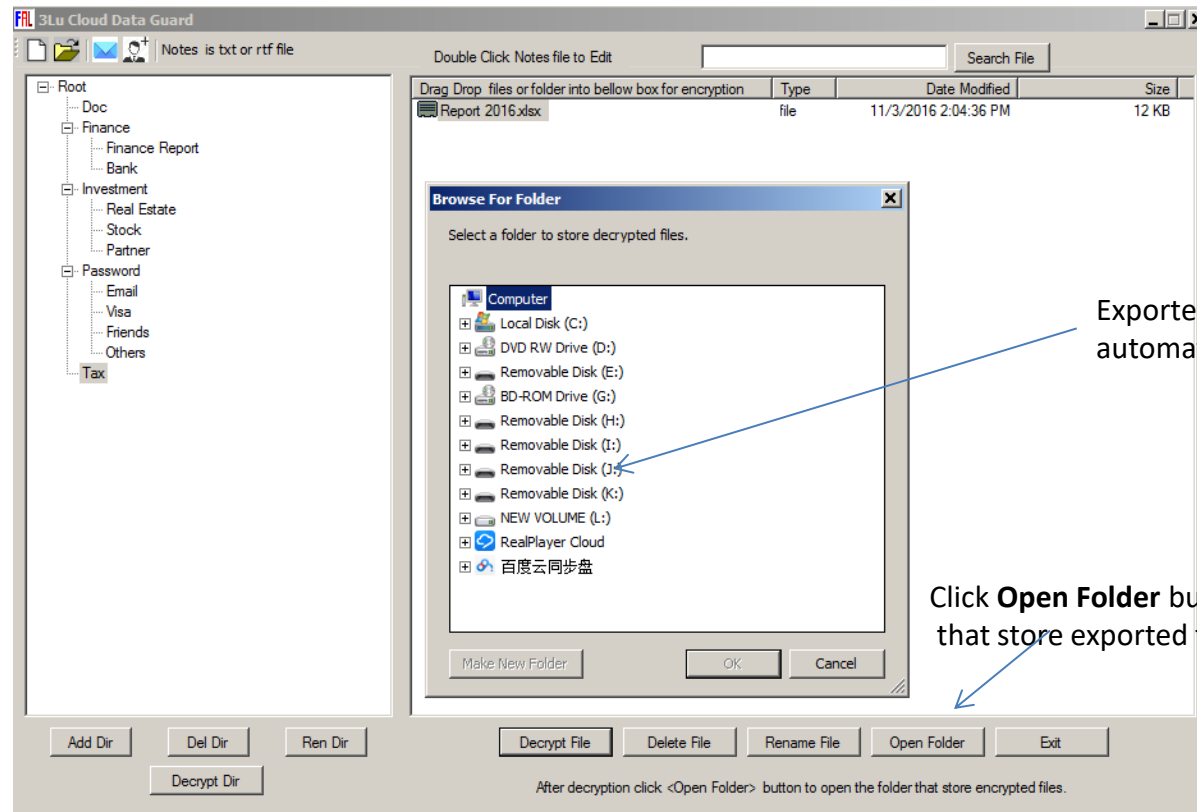 FAL 3Lu Cloud Data Guard
Notes is txt or rtf file
Double Click Notes file to Edit
Search File
Root
Doc
Finance
Finance Report
Bank
Investment
Real Estate
Stock
Partner
Password
Email
Visa
Friends
Others
Tax
Drag Drop files or folder into bellow box for encryption Type Date Modified Size
Report 2016.xlsx file 11/3/2016 2:04:36 PM 12 KB
Browse For Folder
Select a folder to store decrypted files.
Computer
Local Disk (C:)
DVD RW Drive (D:)
Removable Disk (E:)
BD-ROM Drive (G:)
Removable Disk (H:)
Removable Disk (I:)
Removable Disk (J:)
Removable Disk (K:)
NEW VOLUME (L:)
RealPlayer Cloud
百度云同步盘
Make New Folder OK Cancel
Exporte
automa
Click Open Folder bu
that store exported
Add Dir Del Dir Ren Dir
Decrypt Dir
Decrypt File Delete File Rename File Open Folder Exit
After decryption click <Open Folder> button to open the folder that store encrypted files.